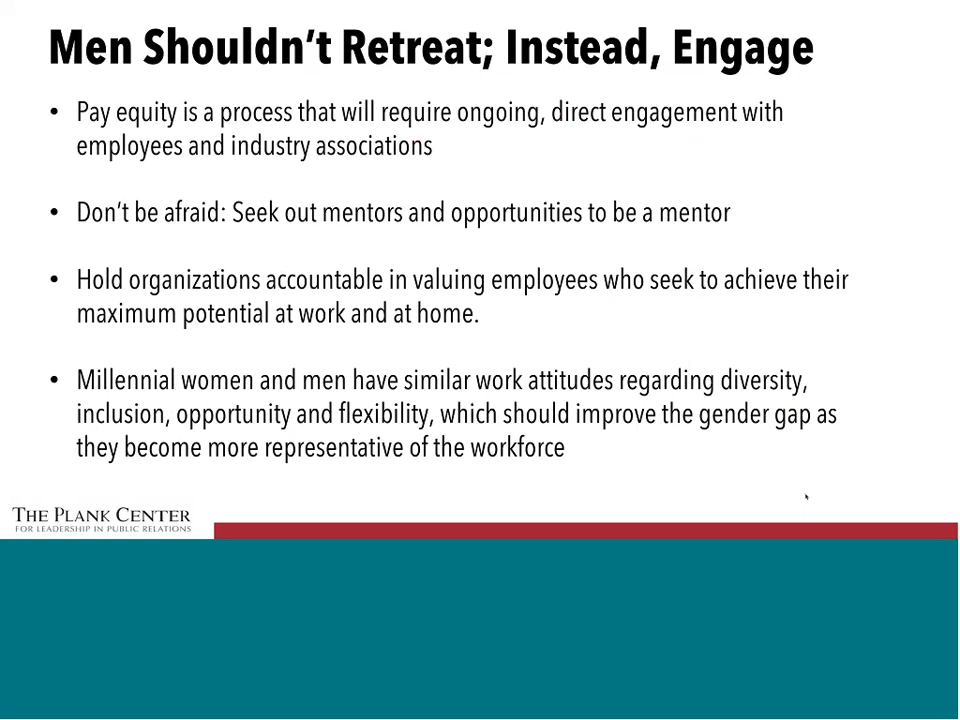 Men Shouldn’t Retreat; Instead, Engage
• Pay equity is a process that will require ongoing, direct engagement with
employees and industry associations
• Don’t be afraid: Seek out mentors and opportunities to be a mentor
• Hold organizations accountable in valuing employees who seek to achieve their
maximum potential at work and at home.
• Millennial women and men have similar work attitudes regarding diversity,
inclusion, opportunity and flexibility, which should improve the gender gap as
they become more representative of the workforce
THE PLANK CENTER
FOR LEADERSHIP IN PUBLIC RELATIONS